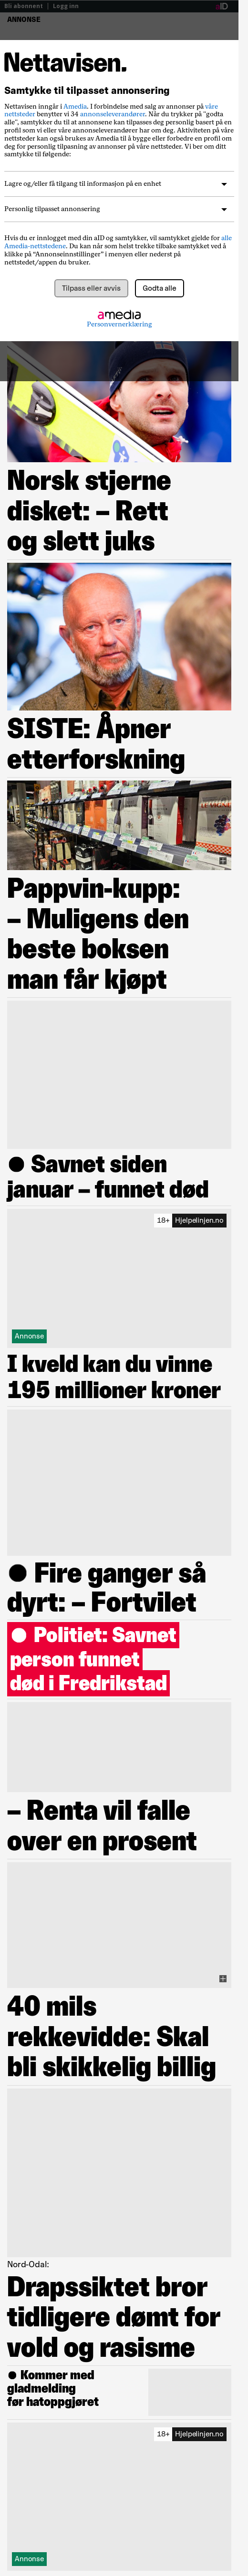 Bli abonnent | Logg inn aID
ANNONSE
Nettavisen.
Samtykke til tilpasset annonsering
Nettavisen inngår i Amedia. I forbindelse med salg av annonser på våre
nettsteder benytter vi 34 annonseleverandører. Når du trykker på "godta
alle", samtykker du til at annonsene kan tilpasses deg personlig basert på en
profil som vi eller våre annonseleverandører har om deg. Aktivitetene på våre
nettsteder kan også brukes av Amedia til å bygge eller forbedre en profil om
deg for personlig tilpasning av annonser på våre nettsteder. Vi ber om ditt
samtykke til følgende:
Lagre og/eller få tilgang til informasjon på en enhet
Personlig tilpasset annonsering
Hvis du er innlogget med din aID og samtykker, vil samtykket gjelde for alle
Amedia-nettstedene. Du kan når som helst trekke tilbake samtykket ved å
klikke på “Annonseinnstillinger” i menyen eller nederst på
nettstedet/appen du bruker.
Tilpass eller avvis Godta alle
amedia
Personvernerklæring
Norsk stjerne
disket: – Rett
og slett juks
SISTE: Åpner
etterforskning
Pappvin-kupp:
– Muligens den
beste boksen
man får kjøpt
● Savnet siden
januar – funnet død
18+ Hjelpelinjen.no
Annonse
I kveld kan du vinne
195 millioner kroner
● Fire ganger så
dyrt: – Fortvilet
● Politiet: Savnet
person funnet
død i Fredrikstad
– Renta vil falle
over en prosent
40 mils
rekkevidde: Skal
bli skikkelig billig
Nord-Odal:
Drapssiktet bror
tidligere dømt for
vold og rasisme
● Kommer med
gladmelding
før hatoppgjøret
18+ Hjelpelinjen.no
Annonse